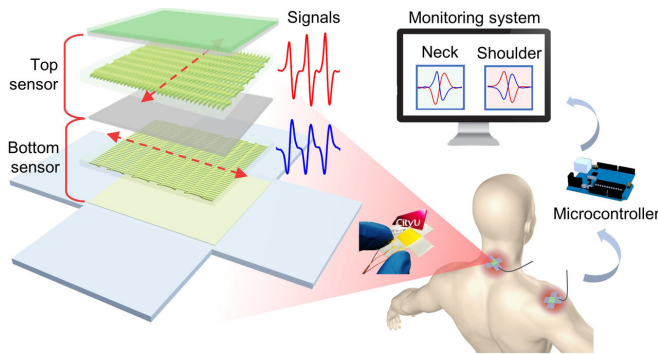 Signals
Monitoring system
Neck
Shoulder
Top
sensor
Bottom
sensor
CityU
Microcontroller